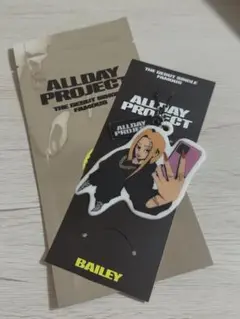 ALLDAY
PROJECT
THE DEBUT SINGLE
FAMOUS
THE DEBUT SINGLE
FAMOUS
ALLDAY
PROJECT
ALLDAY
PROJECT
BAILEY